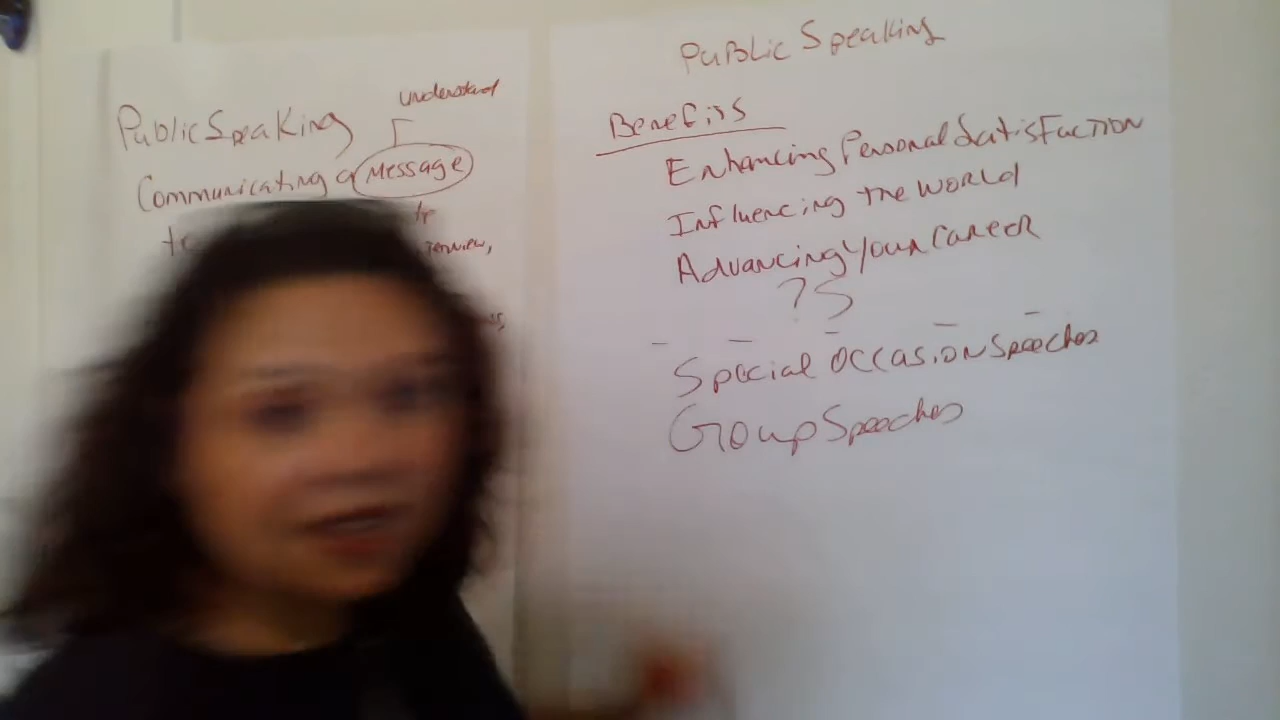 Public Speaking
understand
Communicating a Message
Public Speaking
Benefits
Enhancing Personal Satisfaction
Influencing the World
Advancing Your Career
?S
Special Occasion Speeches
Group Speeches